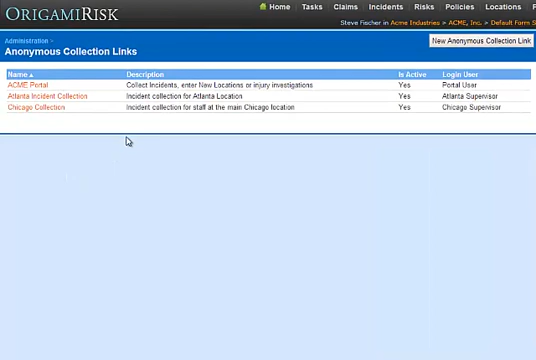 ORIGAMI RISK
Home Tasks Claims Incidents Risks Policies Locations
Steve Fischer in Acme Industries > ACME, Inc. > Default Form S
Administration >
Anonymous Collection Links
New Anonymous Collection Link
Name Description Is Active Login User
ACME Portal Collect Incidents, enter New Locations or injury investigations Yes Portal User
Atlanta Incident Collection Incident collection for Atlanta Location Yes Atlanta Supervisor
Chicago Collection Incident collection for staff at the main Chicago location Yes Chicago Supervisor